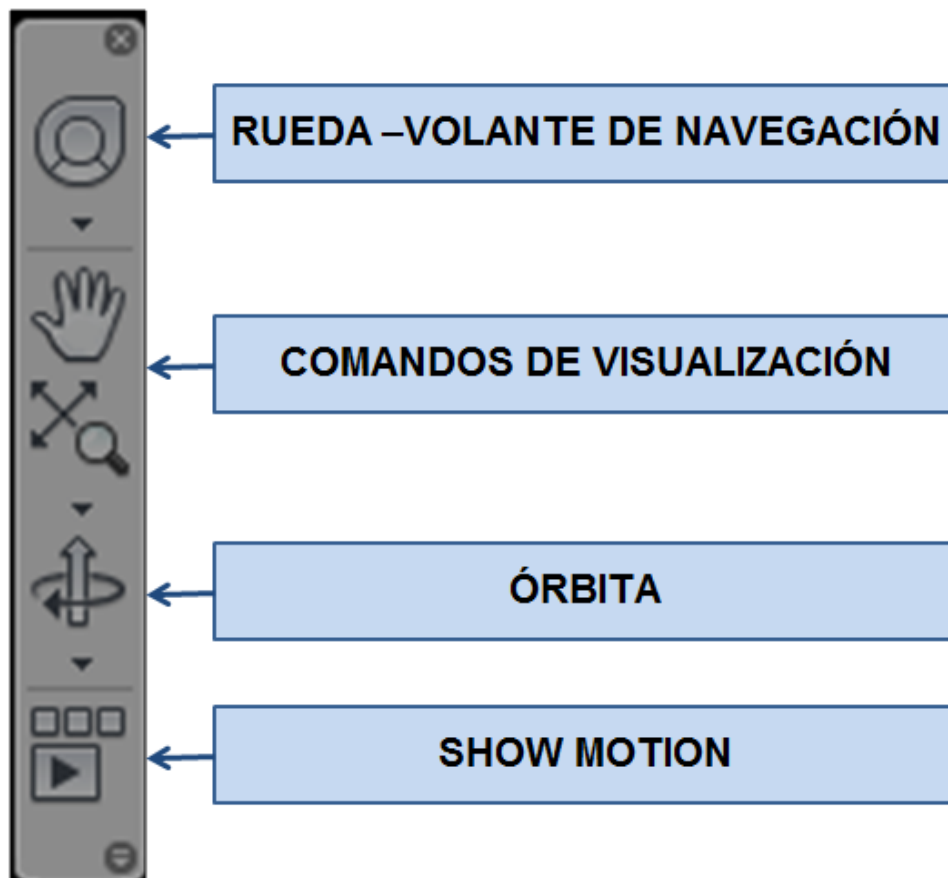 RUEDA –VOLANTE DE NAVEGACIÓN
COMANDOS DE VISUALIZACIÓN
ÓRBITA
SHOW MOTION